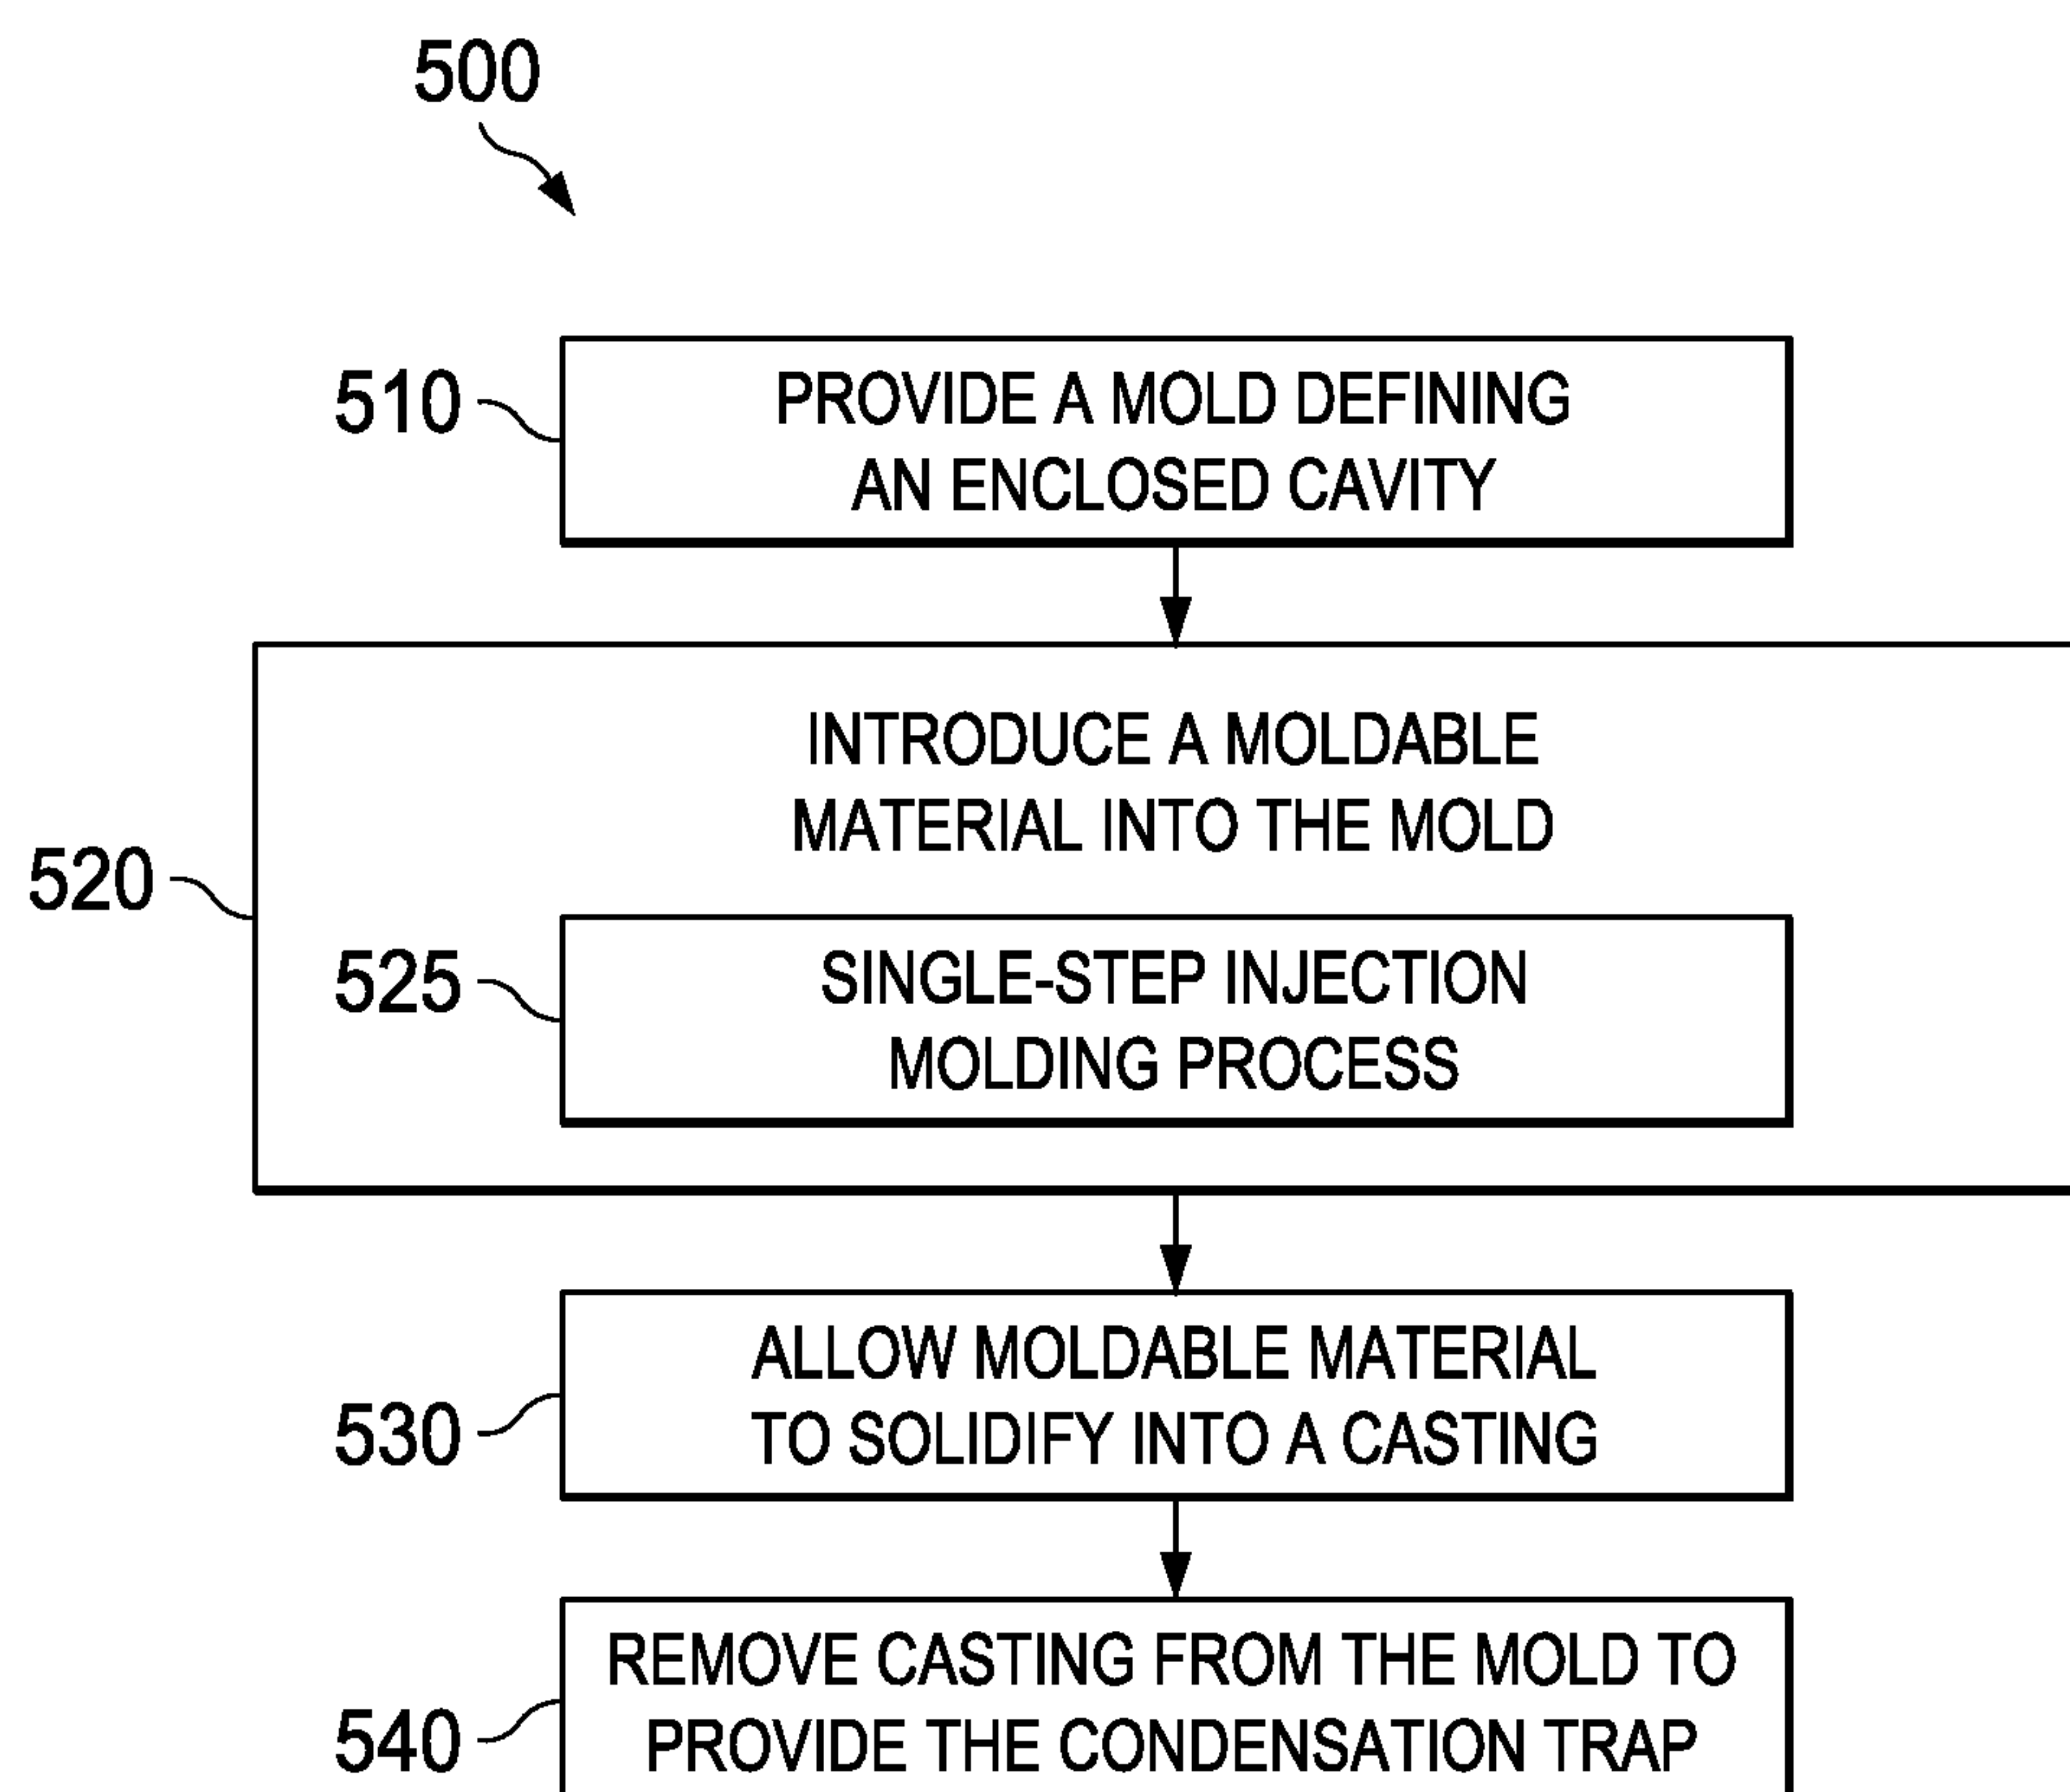 500
510
PROVIDE A MOLD DEFINING
AN ENCLOSED CAVITY
520
INTRODUCE A MOLDABLE
MATERIAL INTO THE MOLD
525
SINGLE-STEP INJECTION
MOLDING PROCESS
530
ALLOW MOLDABLE MATERIAL
TO SOLIDIFY INTO A CASTING
540
REMOVE CASTING FROM THE MOLD TO
PROVIDE THE CONDENSATION TRAP